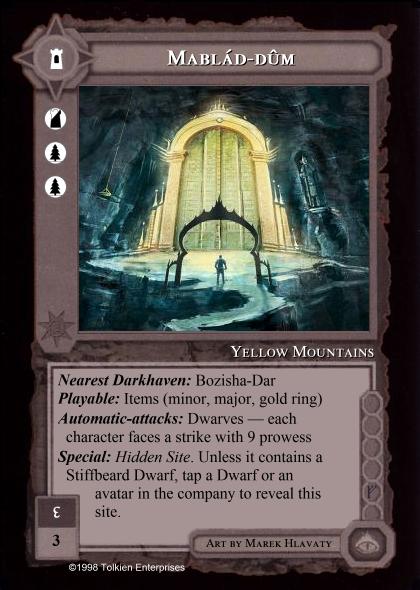 Mablád-dûm
Yellow Mountains
Nearest Darkhaven: Bozisha-Dar
Playable: Items (minor, major, gold ring)
Automatic-attacks: Dwarves — each
character faces a strike with 9 prowess
Special: Hidden Site. Unless it contains a
Stiffbeard Dwarf, tap a Dwarf or an
avatar in the company to reveal this
site.
3
Art by Marek Hlavaty
©1998 Tolkien Enterprises